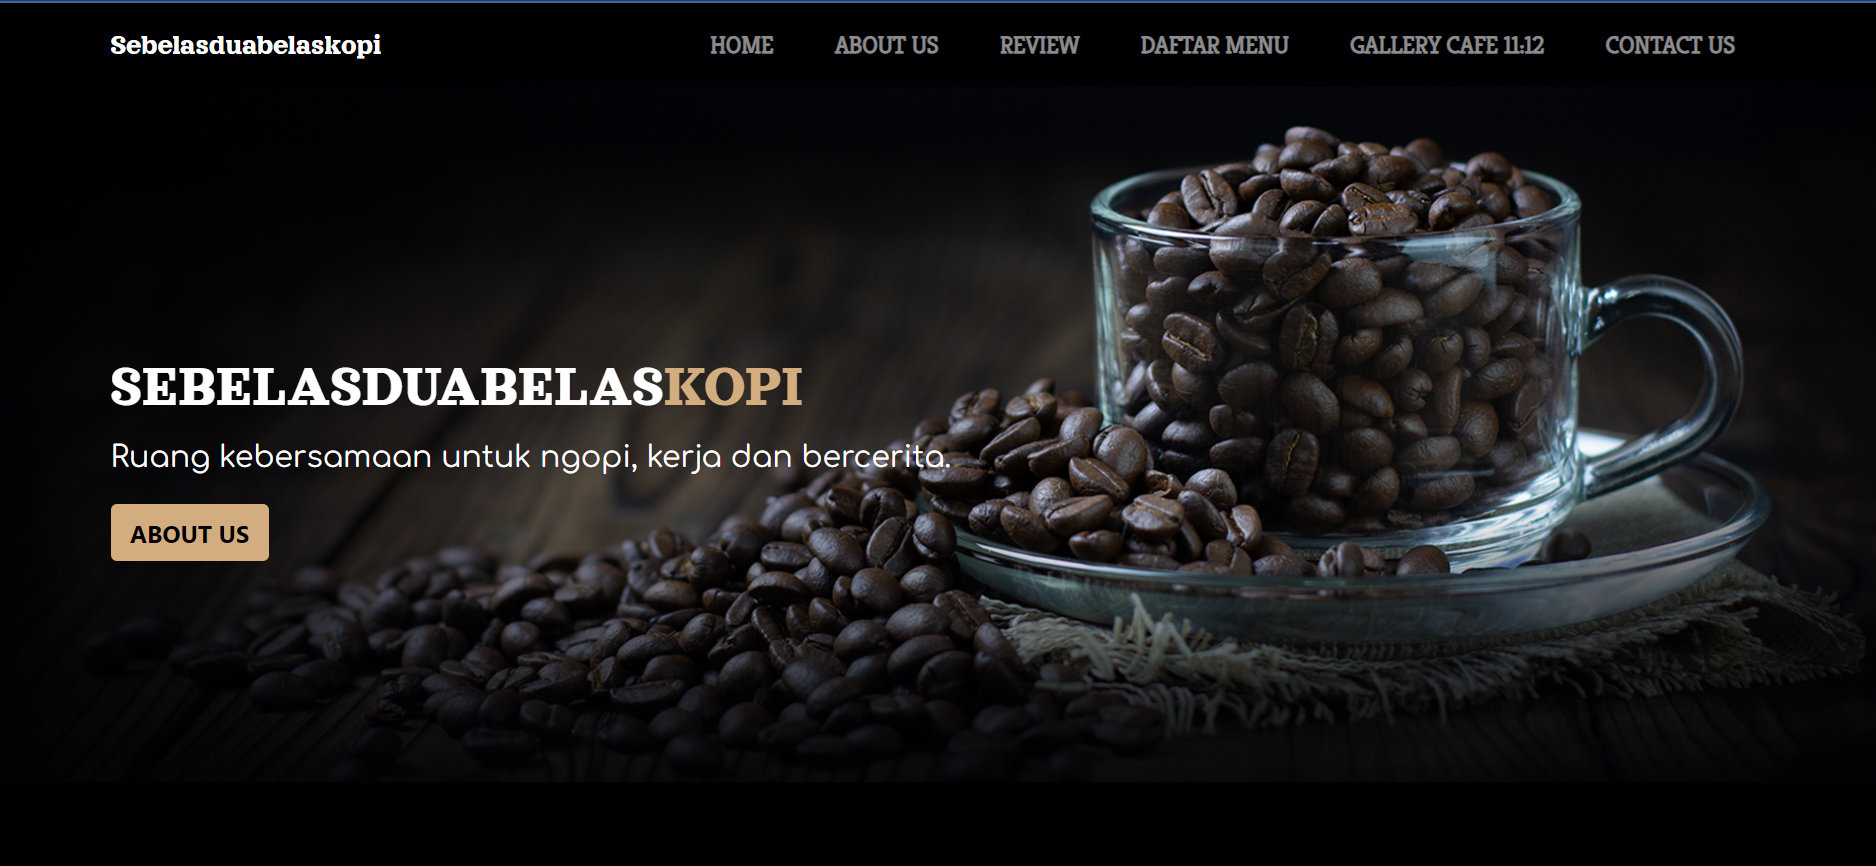 Sebelasduabelaskopi
HOME
ABOUT US
REVIEW
DAFTAR MENU
GALLERY CAFE 11:12
CONTACT US
SEBELASDUABELASKOPI
Ruang kebersamaan untuk ngopi, kerja dan bercerita.
ABOUT US